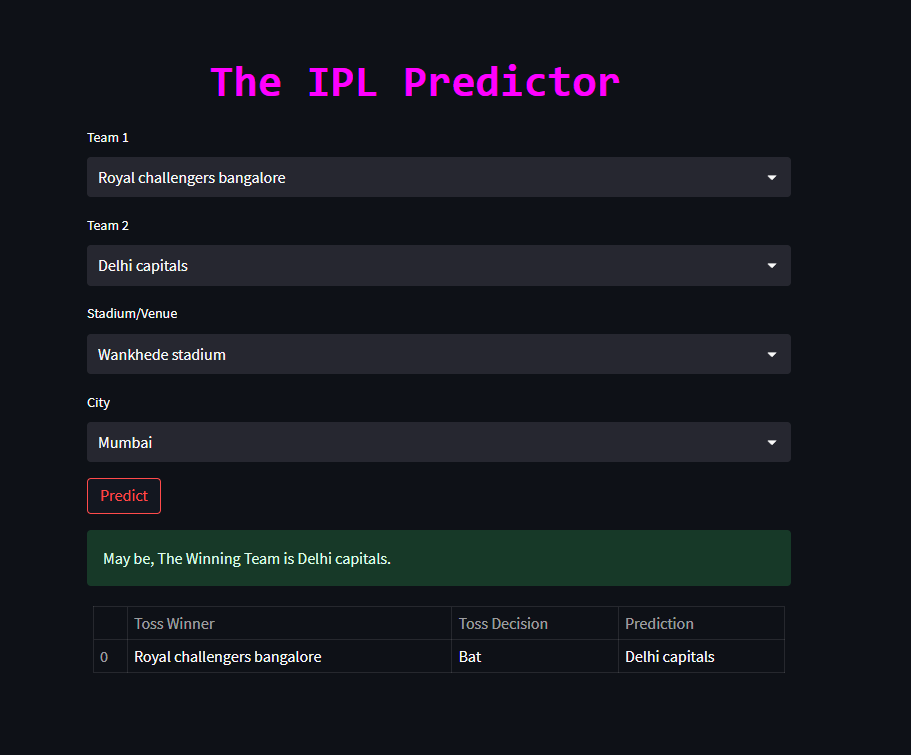 The IPL Predictor
Team 1
Royal challengers bangalore
Team 2
Delhi capitals
Stadium/Venue
Wankhede stadium
City
Mumbai
Predict
May be, The Winning Team is Delhi capitals.
Toss Winner Toss Decision Prediction
0 Royal challengers bangalore Bat Delhi capitals